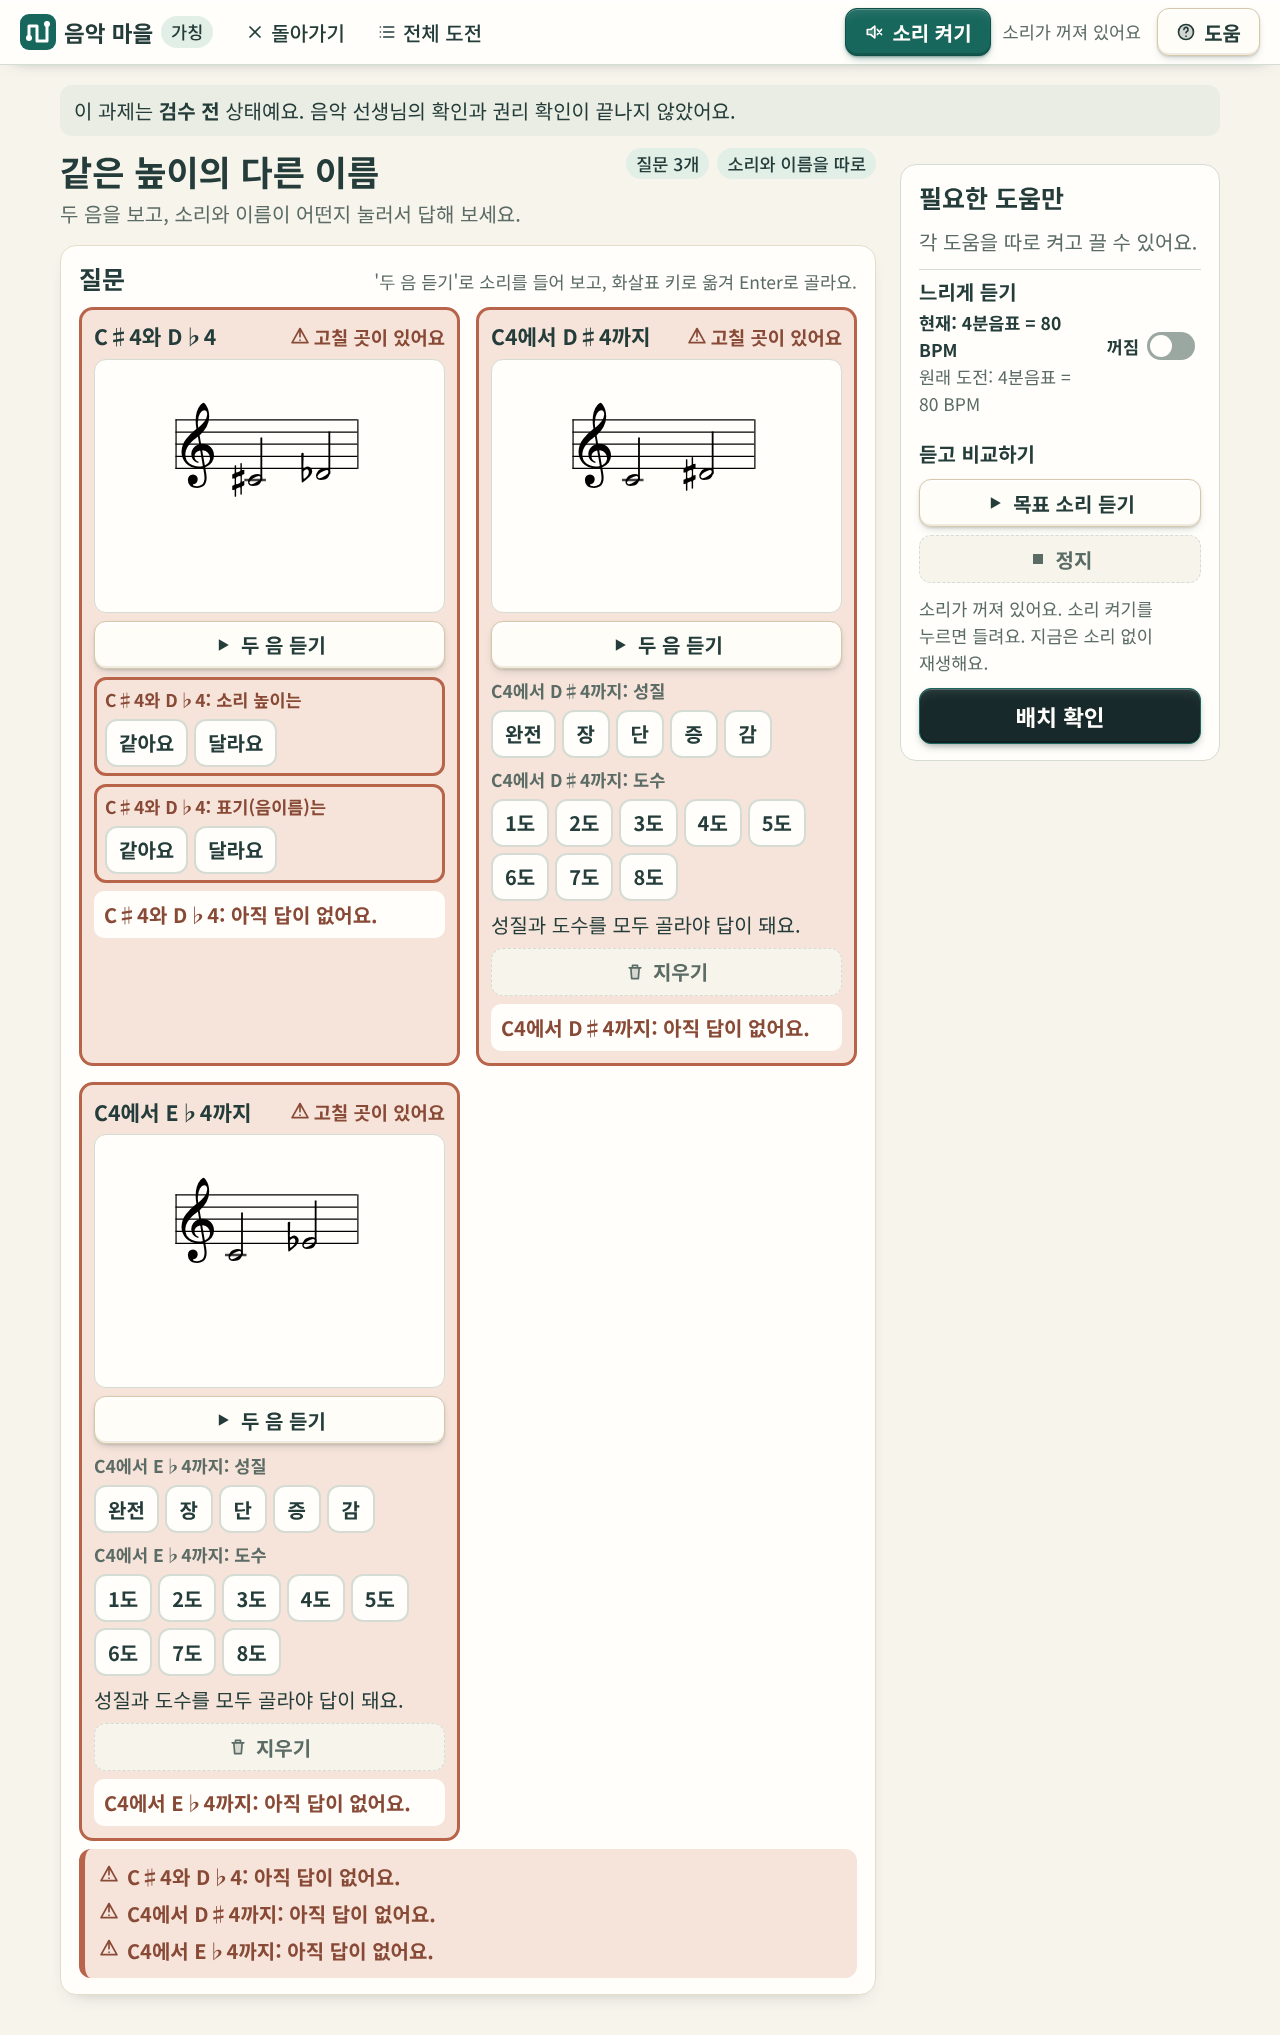 음악 마을 가칭 돌아가기 전체 도전 소리 켜기 소리가 꺼져 있어요 도움
이 과제는 검수 전 상태예요. 음악 선생님의 확인과 권리 확인이 끝나지 않았어요.
같은 높이의 다른 이름
질문 3개 소리와 이름을 따로
두 음을 보고, 소리와 이름이 어떤지 눌러서 답해 보세요.
질문
'두 음 듣기'로 소리를 들어 보고, 화살표 키로 옮겨 Enter로 골라요.
C♯4와 D♭4 고칠 곳이 있어요
두 음 듣기
C♯4와 D♭4: 소리 높이는
같아요 달라요
C♯4와 D♭4: 표기(음이름)는
같아요 달라요
C♯4와 D♭4: 아직 답이 없어요.
C4에서 D♯4까지 고칠 곳이 있어요
두 음 듣기
C4에서 D♯4까지: 성질
완전 장 단 증 감
C4에서 D♯4까지: 도수
1도 2도 3도 4도 5도
6도 7도 8도
성질과 도수를 모두 골라야 답이 돼요.
지우기
C4에서 D♯4까지: 아직 답이 없어요.
C4에서 E♭4까지 고칠 곳이 있어요
두 음 듣기
C4에서 E♭4까지: 성질
완전 장 단 증 감
C4에서 E♭4까지: 도수
1도 2도 3도 4도 5도
6도 7도 8도
성질과 도수를 모두 골라야 답이 돼요.
지우기
C4에서 E♭4까지: 아직 답이 없어요.
C♯4와 D♭4: 아직 답이 없어요.
C4에서 D♯4까지: 아직 답이 없어요.
C4에서 E♭4까지: 아직 답이 없어요.
필요한 도움만
각 도움을 따로 켜고 끌 수 있어요.
느리게 듣기
현재: 4분음표 = 80
BPM
원래 도전: 4분음표 =
80 BPM
꺼짐
듣고 비교하기
목표 소리 듣기
정지
소리가 꺼져 있어요. 소리 켜기를
누르면 들려요. 지금은 소리 없이
재생해요.
배치 확인